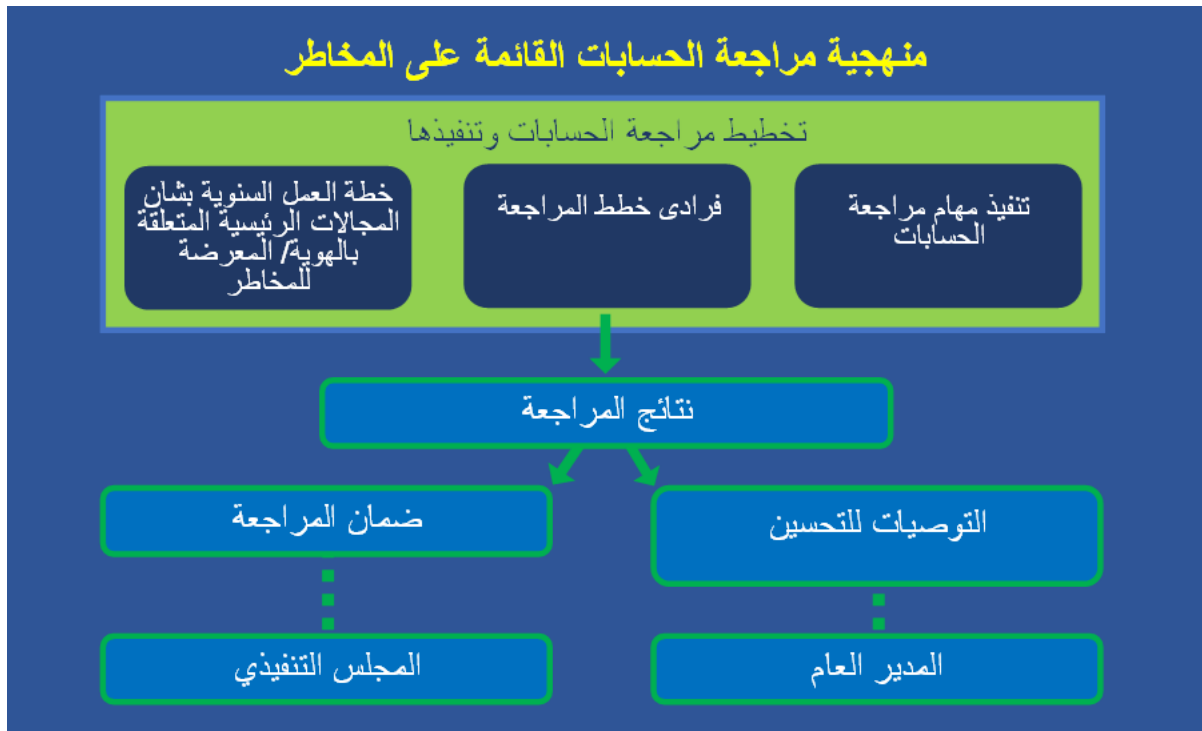 منهجية مراجعة الحسابات القائمة على المخاطر
تخطيط مراجعة الحسابات وتنفيذها
تنفيذ مهام مراجعة
الحسابات
فرادى خطط المراجعة
خطة العمل السنوية بشان
المجالات الرئيسية المتعلقة
بالهوية/ المعرضة
للمخاطر
نتائج المراجعة
التوصيات للتحسين
ضمان المراجعة
المدير العام
المجلس التنفيذي